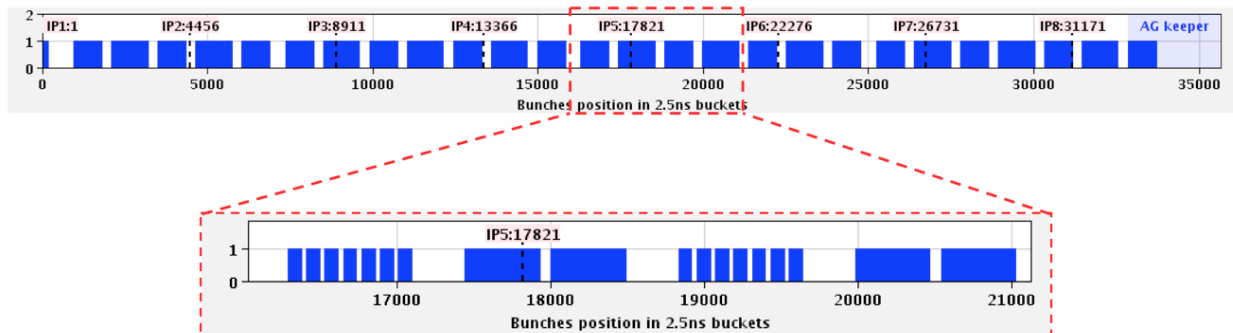 2 IP1:1 IP2:4456 IP3:8911 IP4:13366 IP5:17821 IP6:22276 IP7:26731 IP8:31171 AG keeper
1
0
0 5000 10000 15000 20000 25000 30000 35000
Bunches position in 2.5ns buckets
IP5:17821
1
0
17000 18000 19000 20000 21000
Bunches position in 2.5ns buckets